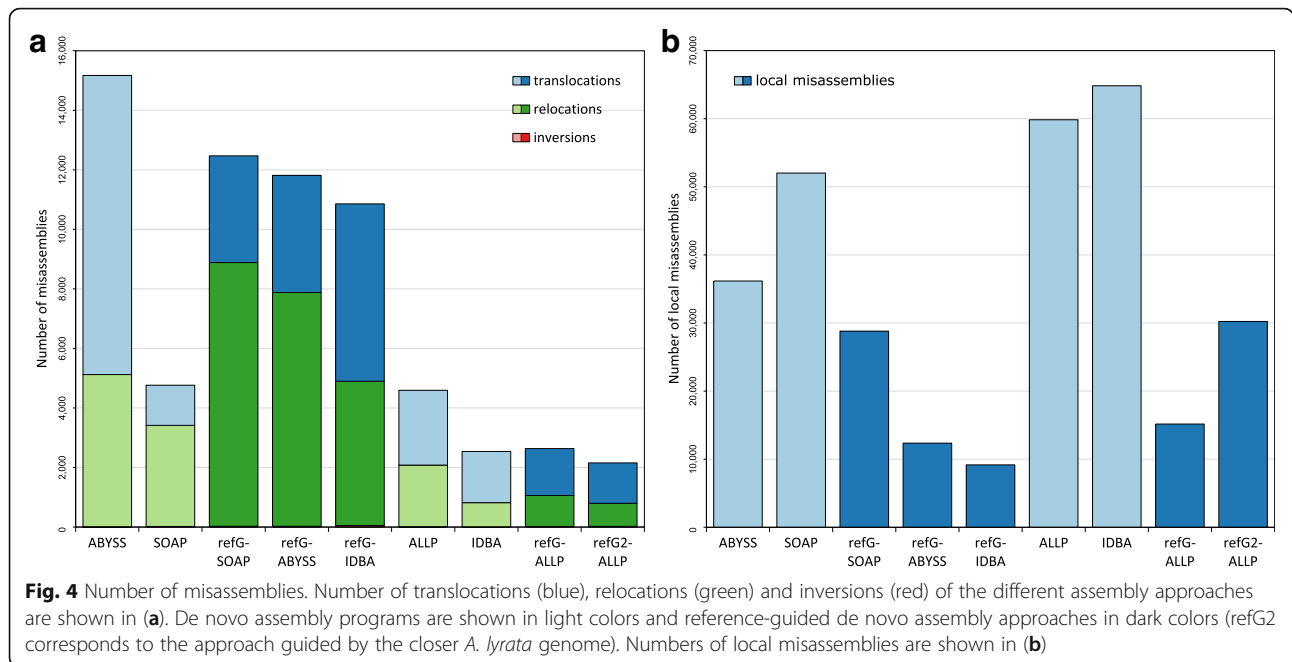 a
16,000
14,000
12,000
10,000
8,000
6,000
4,000
2,000
0
Number of misassemblies
translocations
relocations
inversions
ABYSS
SOAP
refG-
SOAP
refG-
ABYSS
refG-
IDBA
ALLP
IDBA
refG-
ALLP
refG2-
ALLP
b
70,000
60,000
50,000
40,000
30,000
20,000
10,000
0
Number of local misassemblies
local misassemblies
ABYSS
SOAP
refG-
SOAP
refG-
ABYSS
refG-
IDBA
ALLP
IDBA
refG-
ALLP
refG2-
ALLP
Fig. 4 Number of misassemblies. Number of translocations (blue), relocations (green) and inversions (red) of the different assembly approaches
are shown in (a). De novo assembly programs are shown in light colors and reference-guided de novo assembly approaches in dark colors (refG2
corresponds to the approach guided by the closer A. lyrata genome). Numbers of local misassemblies are shown in (b)